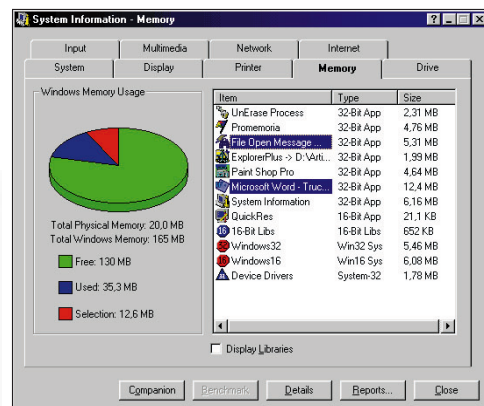 System Information - Memory
Input Multimedia Network Internet
System Display Printer Memory Drive
Windows Memory Usage
Total Physical Memory: 20,0 MB
Total Windows Memory: 165 MB
Free: 130 MB
Used: 35,3 MB
Selection: 12,6 MB
Item Type Size
UnErase Process 32-Bit App 2,31 MB
Promemoria 32-Bit App 4,76 MB
File Open Message ... 32-Bit App 5,31 MB
ExplorerPlus -> D:\Arti... 32-Bit App 1,99 MB
Paint Shop Pro 32-Bit App 4,64 MB
Microsoft Word - Truc... 32-Bit App 12,4 MB
System Information 32-Bit App 6,16 MB
QuickRes 16-Bit App 21,1 KB
16 16-Bit Libs 16-Bit Libs 652 KB
32 Windows32 Win32 Sys 5,46 MB
16 Windows16 Win16 Sys 6,08 MB
Device Drivers System-32 1,78 MB
Display Libraries
Companion Benchmark Details Reports... Close